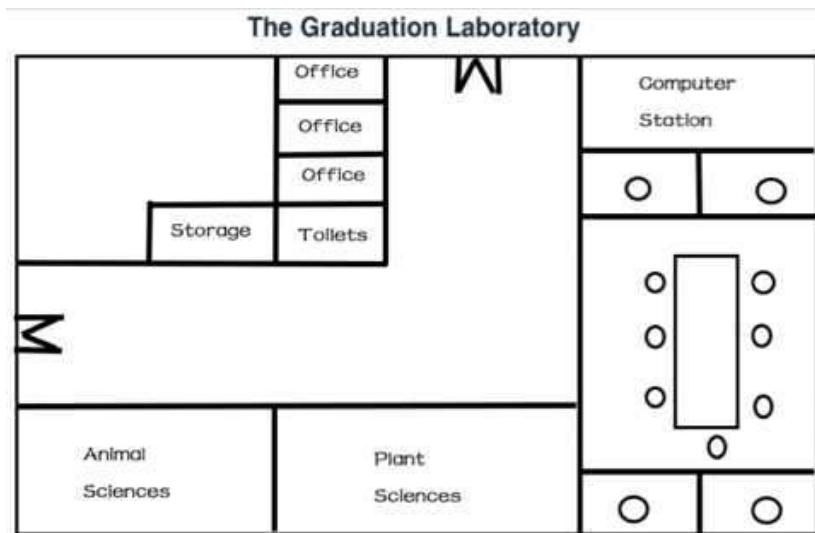 The Graduation Laboratory
Office
Office
Office
Storage
Toilets
Computer
Station
Animal
Sciences
Plant
Sciences